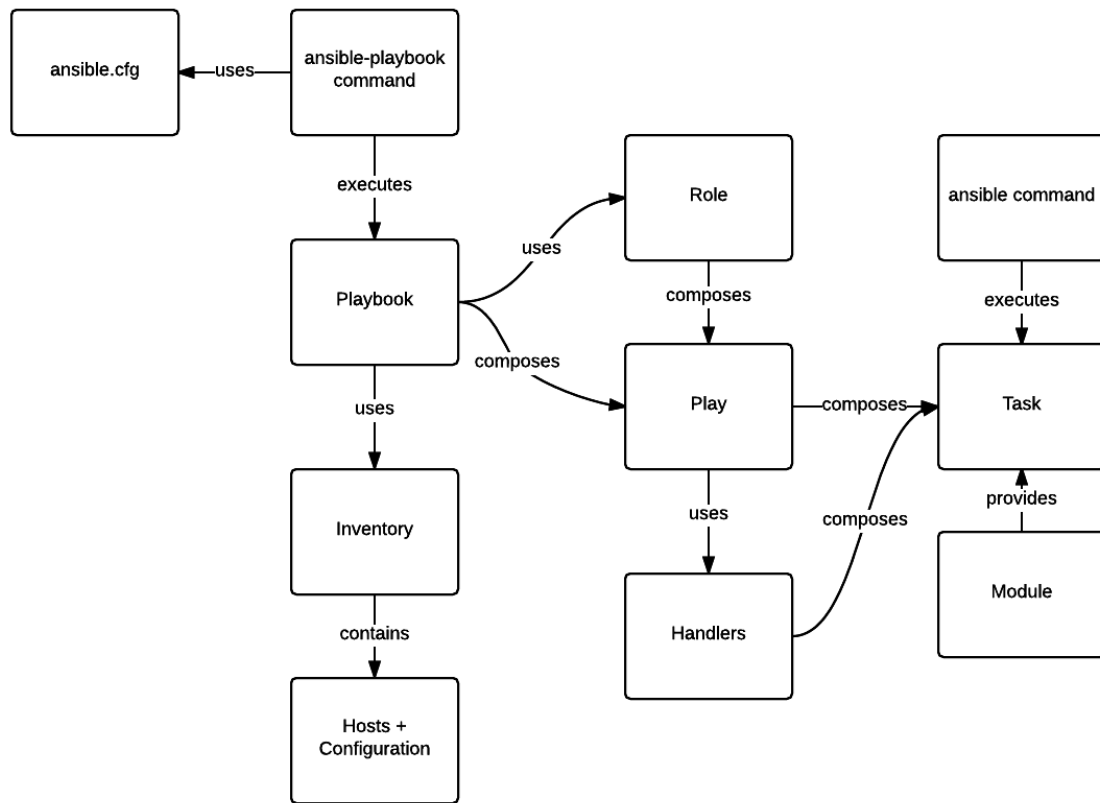 ansible.cfg
uses
ansible-playbook
command
executes
Role
ansible command
uses
Playbook
composes
executes
composes
uses
Play
composes
Task
Inventory
uses
composes
provides
Module
contains
Handlers
Hosts +
Configuration